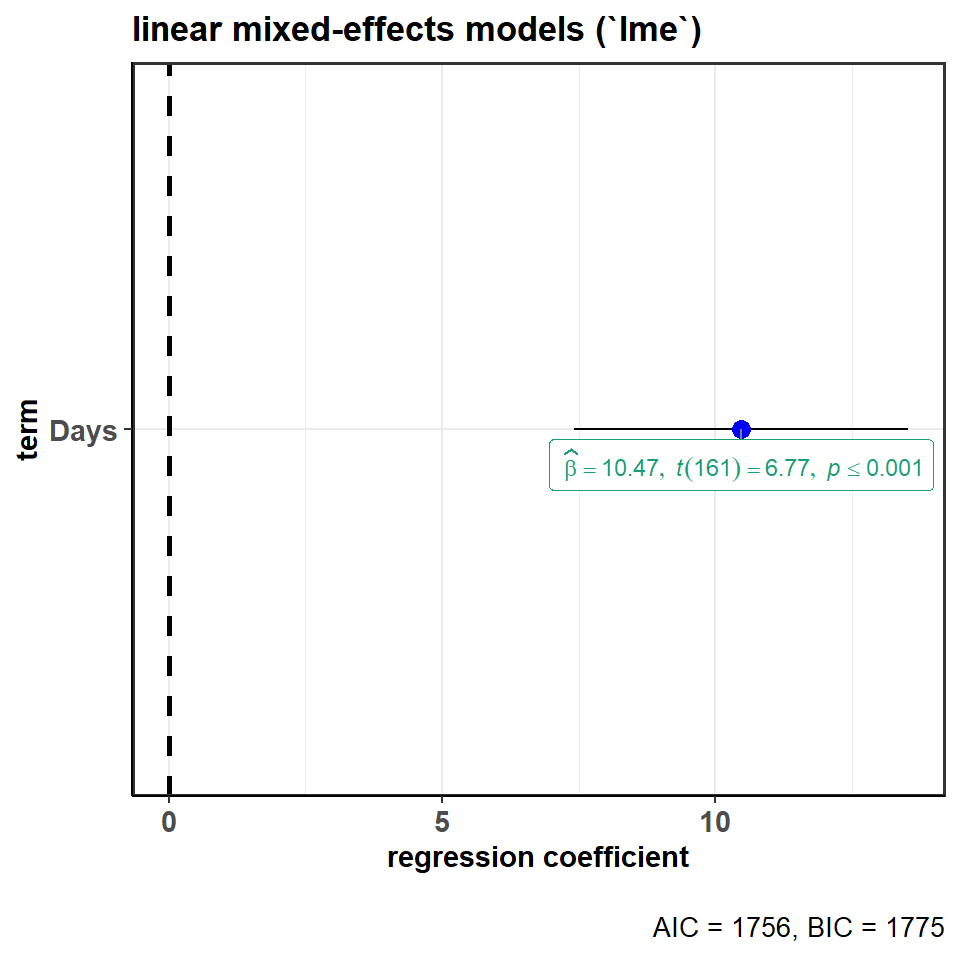 linear mixed-effects models (`lme`)
term
Days
β̂ = 10.47, t(161) = 6.77, p ≤ 0.001
0 5 10
regression coefficient
AIC = 1756, BIC = 1775